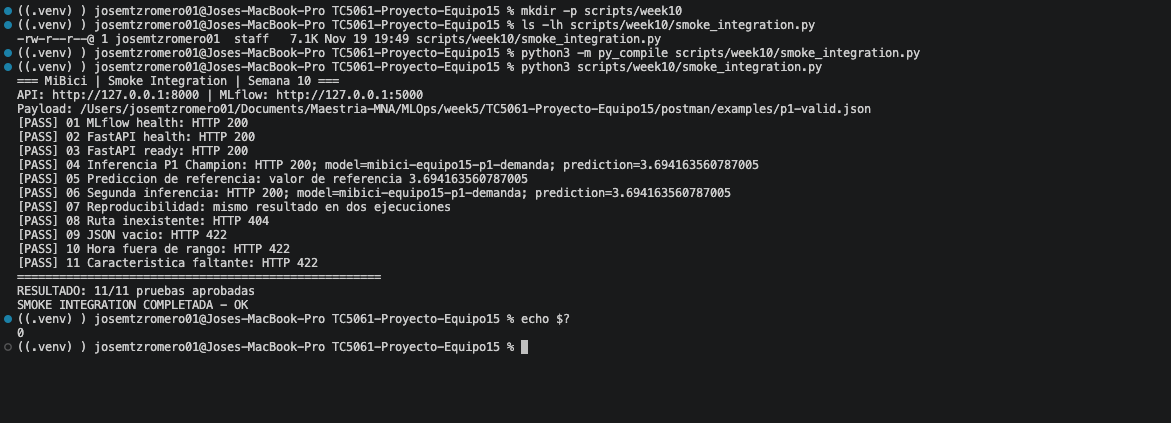 ((.venv) ) josemtzromero01@Joses-MacBook-Pro TC5061-Proyecto-Equipo15 % mkdir -p scripts/week10
((.venv) ) josemtzromero01@Joses-MacBook-Pro TC5061-Proyecto-Equipo15 % ls -lh scripts/week10/smoke_integration.py
-rw-r--r--@ 1 josemtzromero01  staff   7.1K Nov 19 19:49 scripts/week10/smoke_integration.py
((.venv) ) josemtzromero01@Joses-MacBook-Pro TC5061-Proyecto-Equipo15 % python3 -m py_compile scripts/week10/smoke_integration.py
((.venv) ) josemtzromero01@Joses-MacBook-Pro TC5061-Proyecto-Equipo15 % python3 scripts/week10/smoke_integration.py
=== MiBici | Smoke Integration | Semana 10 ===
API: http://127.0.0.1:8000 | MLflow: http://127.0.0.1:5000
Payload: /Users/josemtzromero01/Documents/Maestria-MNA/MLOps/week5/TC5061-Proyecto-Equipo15/postman/examples/p1-valid.json
[PASS] 01 MLflow health: HTTP 200
[PASS] 02 FastAPI health: HTTP 200
[PASS] 03 FastAPI ready: HTTP 200
[PASS] 04 Inferencia P1 Champion: HTTP 200; model=mibici-equipo15-p1-demanda; prediction=3.694163560787005
[PASS] 05 Prediccion de referencia: valor de referencia 3.694163560787005
[PASS] 06 Segunda inferencia: HTTP 200; model=mibici-equipo15-p1-demanda; prediction=3.694163560787005
[PASS] 07 Reproducibilidad: mismo resultado en dos ejecuciones
[PASS] 08 Ruta inexistente: HTTP 404
[PASS] 09 JSON vacio: HTTP 422
[PASS] 10 Hora fuera de rango: HTTP 422
[PASS] 11 Caracteristica faltante: HTTP 422
====================================================
RESULTADO: 11/11 pruebas aprobadas
SMOKE INTEGRATION COMPLETADA - OK
((.venv) ) josemtzromero01@Joses-MacBook-Pro TC5061-Proyecto-Equipo15 % echo $?
0
((.venv) ) josemtzromero01@Joses-MacBook-Pro TC5061-Proyecto-Equipo15 %